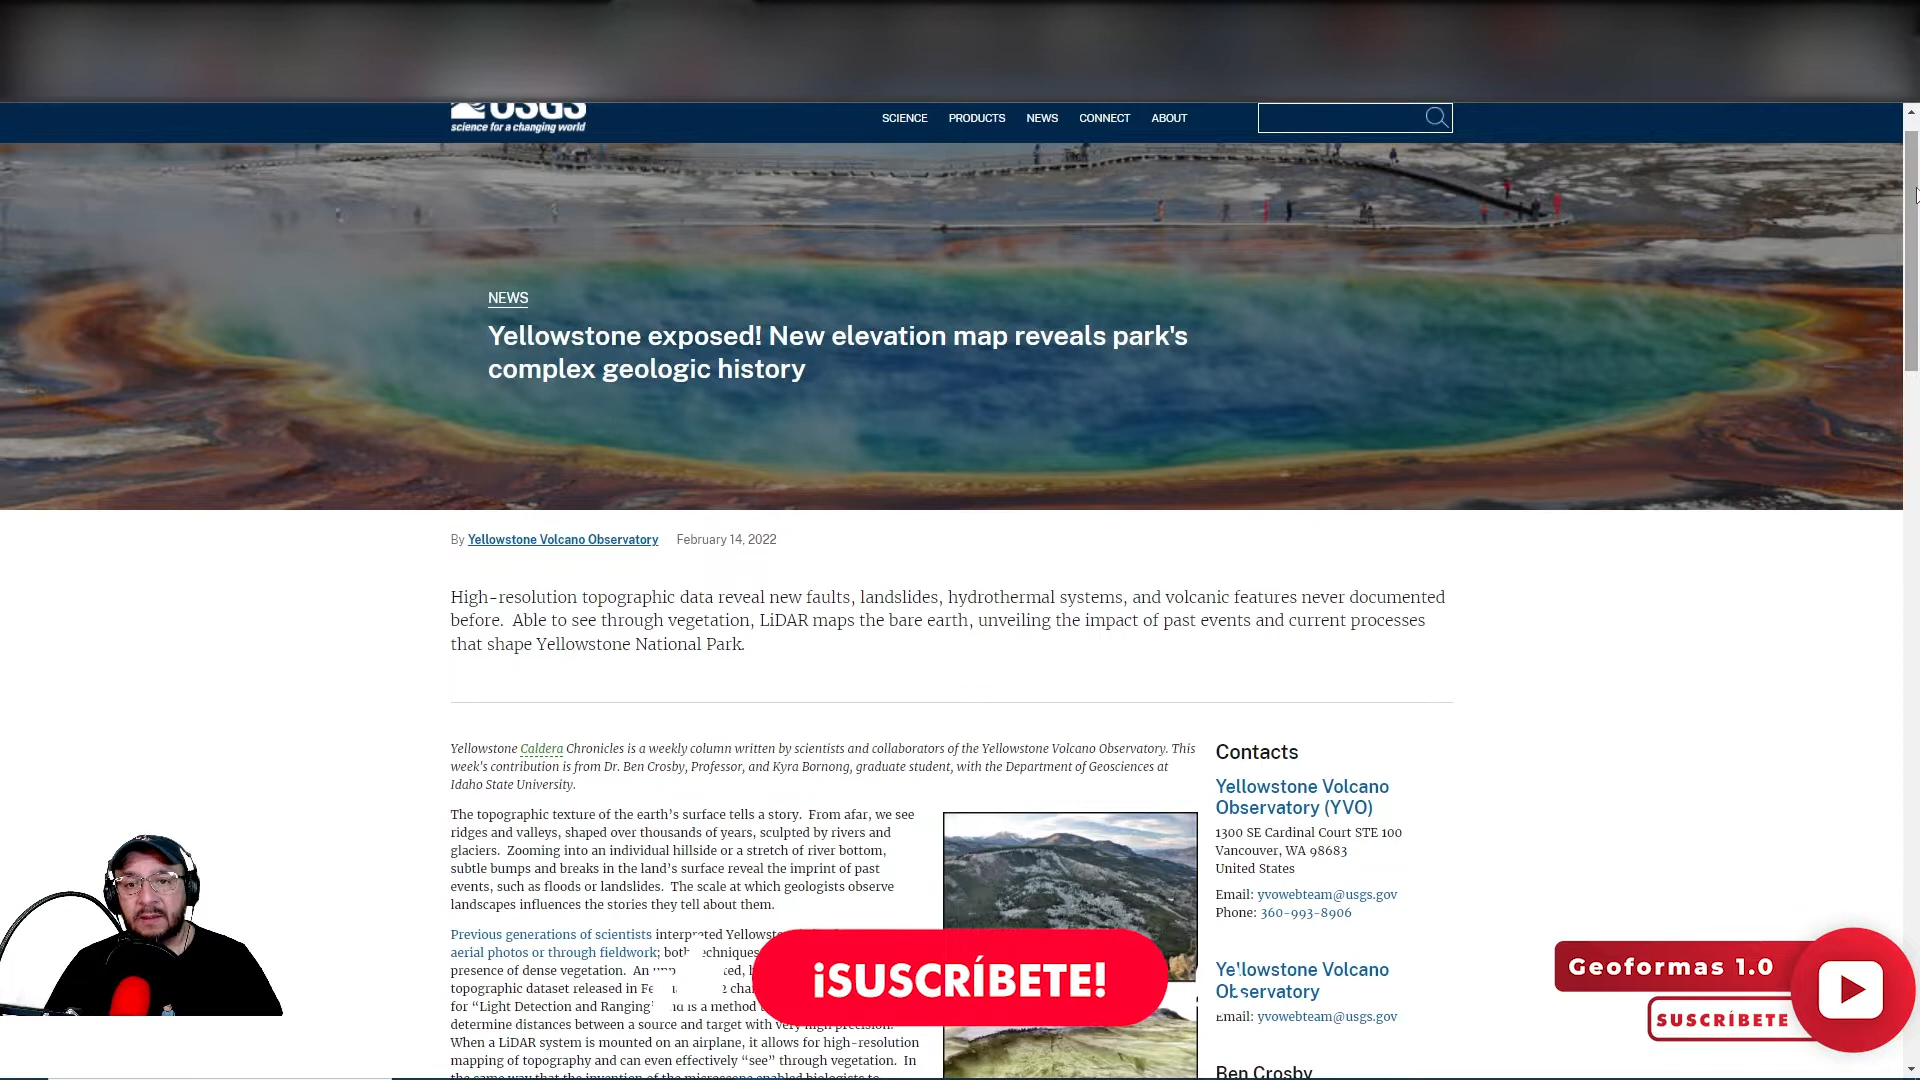 USGS
science for a changing world
SCIENCE PRODUCTS NEWS CONNECT ABOUT
NEWS
Yellowstone exposed! New elevation map reveals park's
complex geologic history
By Yellowstone Volcano Observatory February 14, 2022
High-resolution topographic data reveal new faults, landslides, hydrothermal systems, and volcanic features never documented
before. Able to see through vegetation, LiDAR maps the bare earth, unveiling the impact of past events and current processes
that shape Yellowstone National Park.
Yellowstone Caldera Chronicles is a weekly column written by scientists and collaborators of the Yellowstone Volcano Observatory. This
week's contribution is from Dr. Ben Crosby, Professor, and Kyra Bornong, graduate student, with the Department of Geosciences at
Idaho State University.
The topographic texture of the earth's surface tells a story. From afar, we see
ridges and valleys, shaped over thousands of years, sculpted by rivers and
glaciers. Zooming into an individual hillside or a stretch of river bottom,
subtle bumps and breaks in the land's surface reveal the imprint of past
events, such as floods or landslides. The scale at which geologists observe
landscapes influences the stories they tell about them.
Previous generations of scientists interpreted
aerial photos or through fieldwork; both
presence of dense vegetation. An
topographic dataset released in
for "Light Detection and Ranging" is a method
determine distances between a source and target with very high precision.
When a LiDAR system is mounted on an airplane, it allows for high-resolution
mapping of topography and can even effectively "see" through vegetation. In
the same way that the invention of the microscope enabled biologists to
Contacts
Yellowstone Volcano
Observatory (YVO)
1300 SE Cardinal Court STE 100
Vancouver, WA 98683
United States
Email: yvowebteam@usgs.gov
Phone: 360-993-8906
Yellowstone Volcano
Observatory
Email: yvowebteam@usgs.gov
Ben Crosby
¡SUSCRÍBETE!
Geoformas 1.0
SUSCRÍBETE